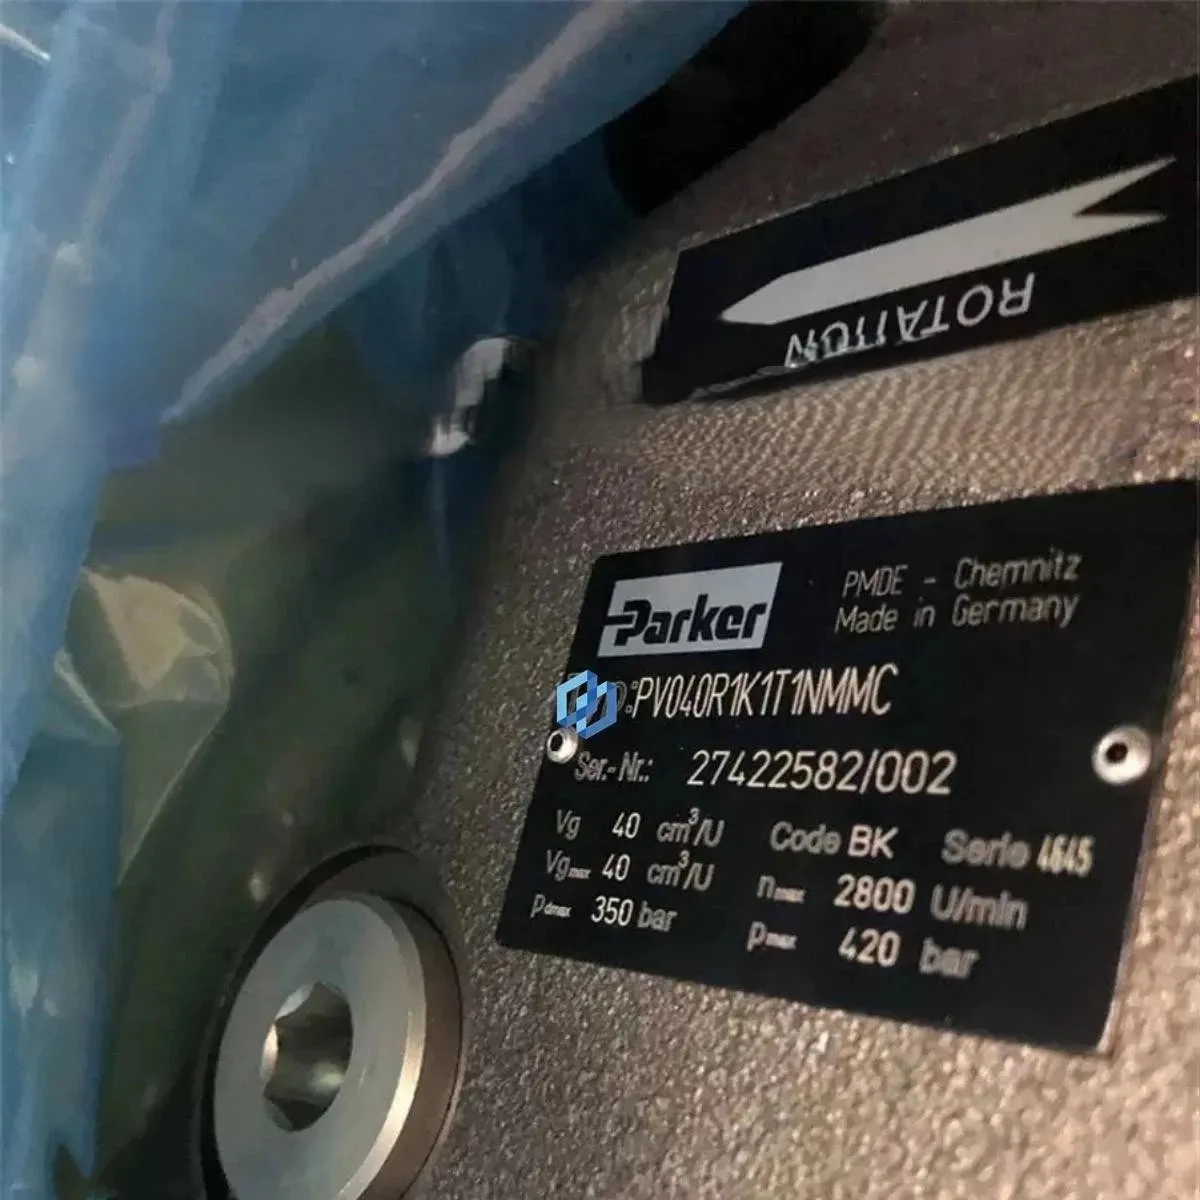 ROTATION
Parker
PMDE - Chemnitz
Made in Germany
PV040R1K1T1NMMC
Ser.-Nr.: 27422582/002
Vg 40 cm³/U Code BK Serie 4645
Vgmax 40 cm³/U nmax 2800 U/min
pdmax 350 bar pmax 420 bar